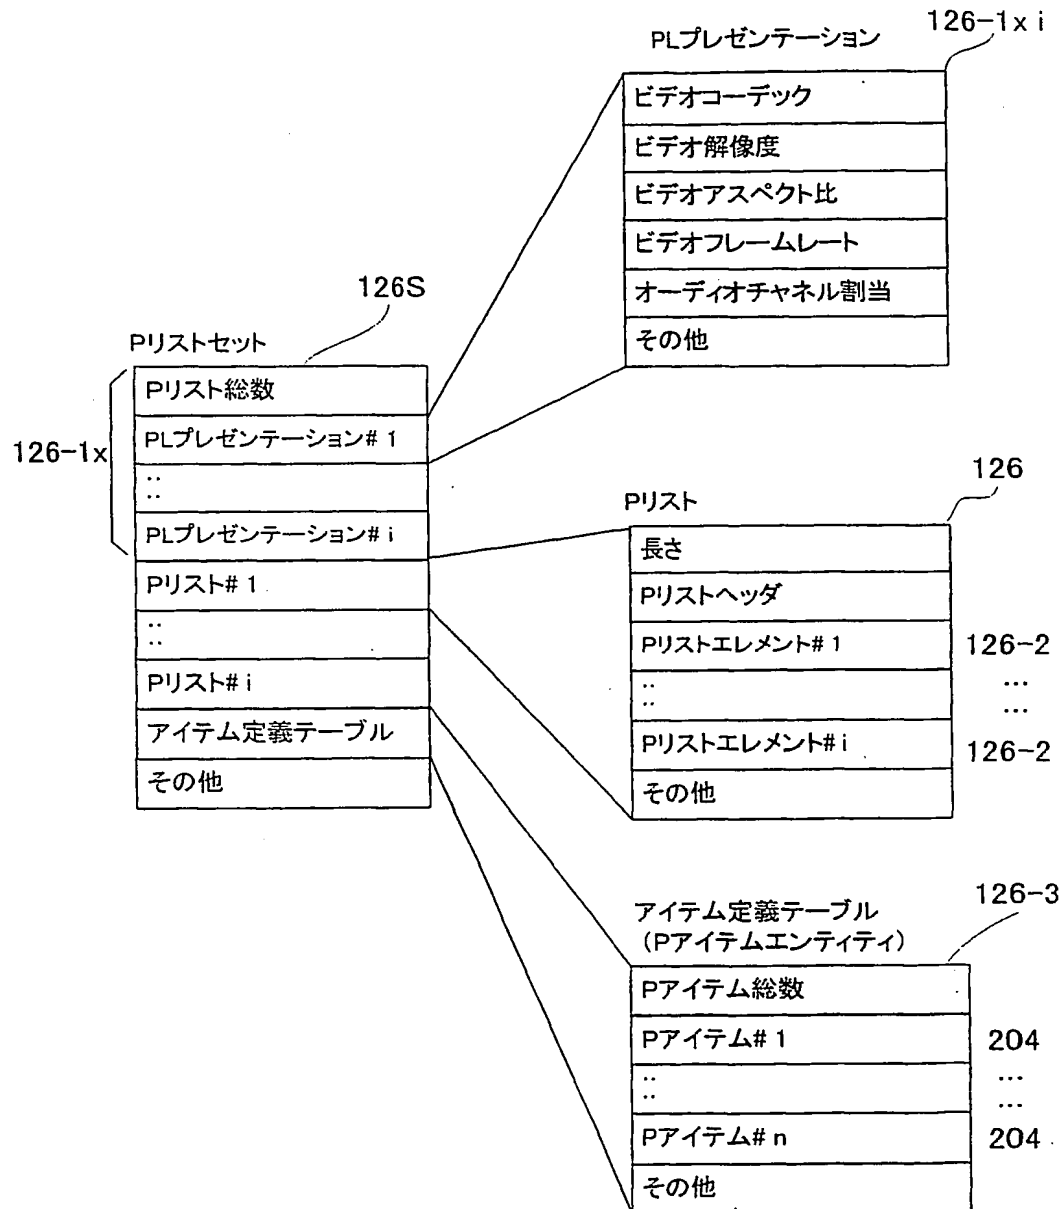 126-1x i
PLプレゼンテーション
ビデオコーデック
ビデオ解像度
ビデオアスペクト比
ビデオフレームレート
オーディオチャネル割当
その他
126S
Pリストセット
Pリスト総数
PLプレゼンテーション#1
::
PLプレゼンテーション#i
Pリスト#1
::
Pリスト#i
アイテム定義テーブル
その他
126-1x
126
Pリスト
長さ
Pリストヘッダ
Pリストエレメント#1
126-2
::
…
…
Pリストエレメント#i
126-2
その他
126-3
アイテム定義テーブル
(Pアイテムエンティティ)
Pアイテム総数
Pアイテム#1
204
::
…
…
Pアイテム#n
204
その他